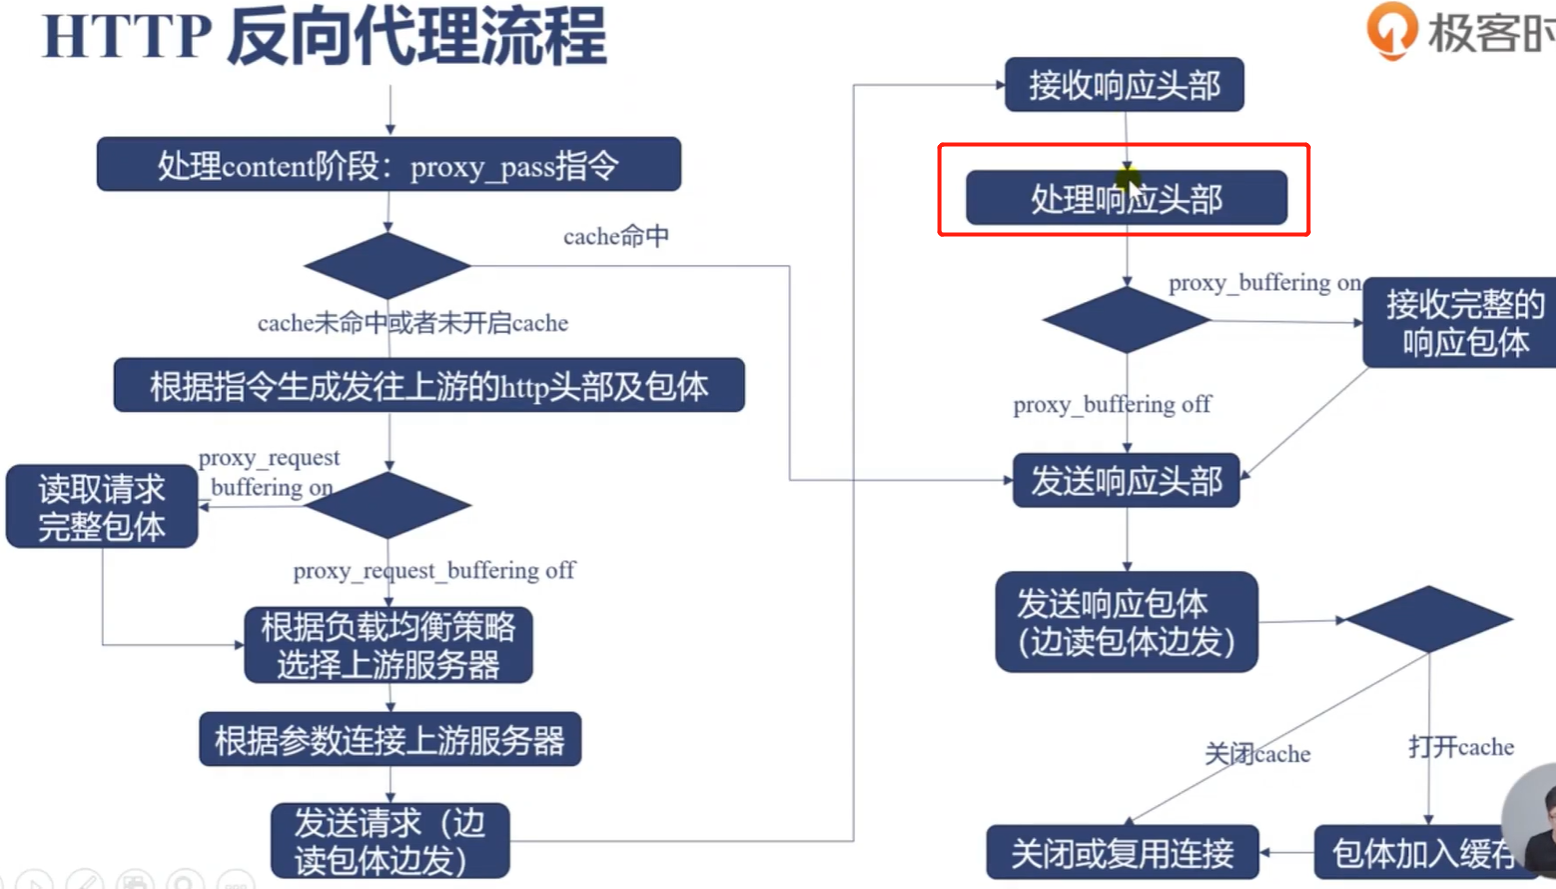 HTTP 反向代理流程
极客时
处理content阶段：proxy_pass指令
cache命中
cache未命中或者未开启cache
根据指令生成发往上游的http头部及包体
proxy_request
_buffering on
读取请求
完整包体
proxy_request_buffering off
根据负载均衡策略
选择上游服务器
根据参数连接上游服务器
发送请求（边
读包体边发）
接收响应头部
处理响应头部
proxy_buffering on
接收完整的
响应包体
proxy_buffering off
发送响应头部
发送响应包体
（边读包体边发）
关闭cache
打开cache
关闭或复用连接
包体加入缓存